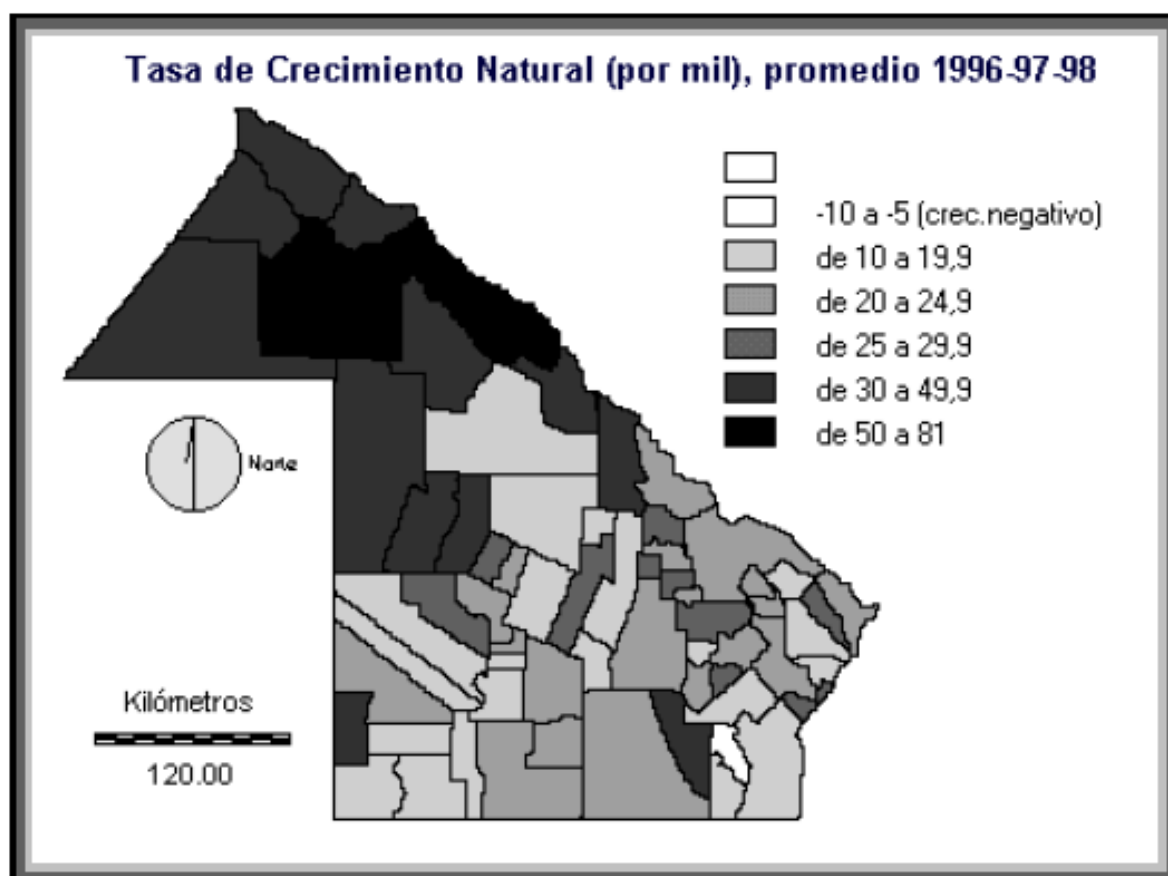 Tasa de Crecimiento Natural (por mil), promedio 1996-97-98
-10 a -5 (crec.negativo)
de 10 a 19,9
de 20 a 24,9
de 25 a 29,9
de 30 a 49,9
de 50 a 81
Norte
Kilómetros
120.00